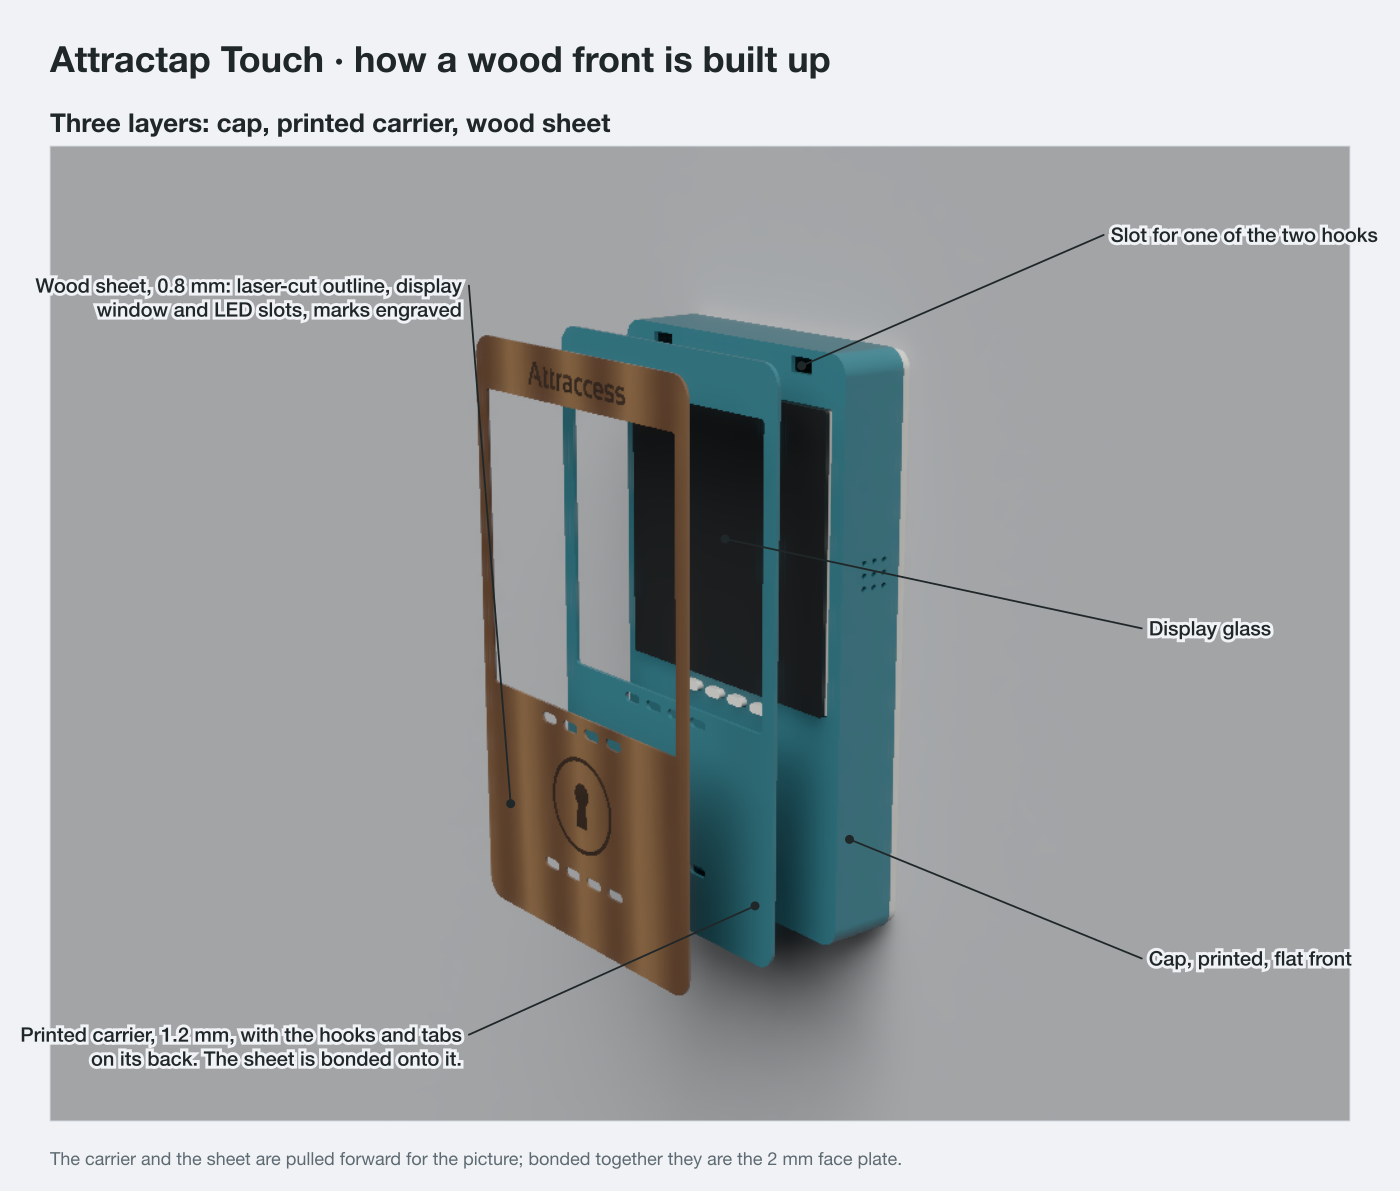 Attractap Touch · how a wood front is built up
Three layers: cap, printed carrier, wood sheet
Slot for one of the two hooks
Wood sheet, 0.8 mm: laser-cut outline, display
window and LED slots, marks engraved
Attraccess
Display glass
Cap, printed, flat front
Printed carrier, 1.2 mm, with the hooks and tabs
on its back. The sheet is bonded onto it.
The carrier and the sheet are pulled forward for the picture; bonded together they are the 2 mm face plate.